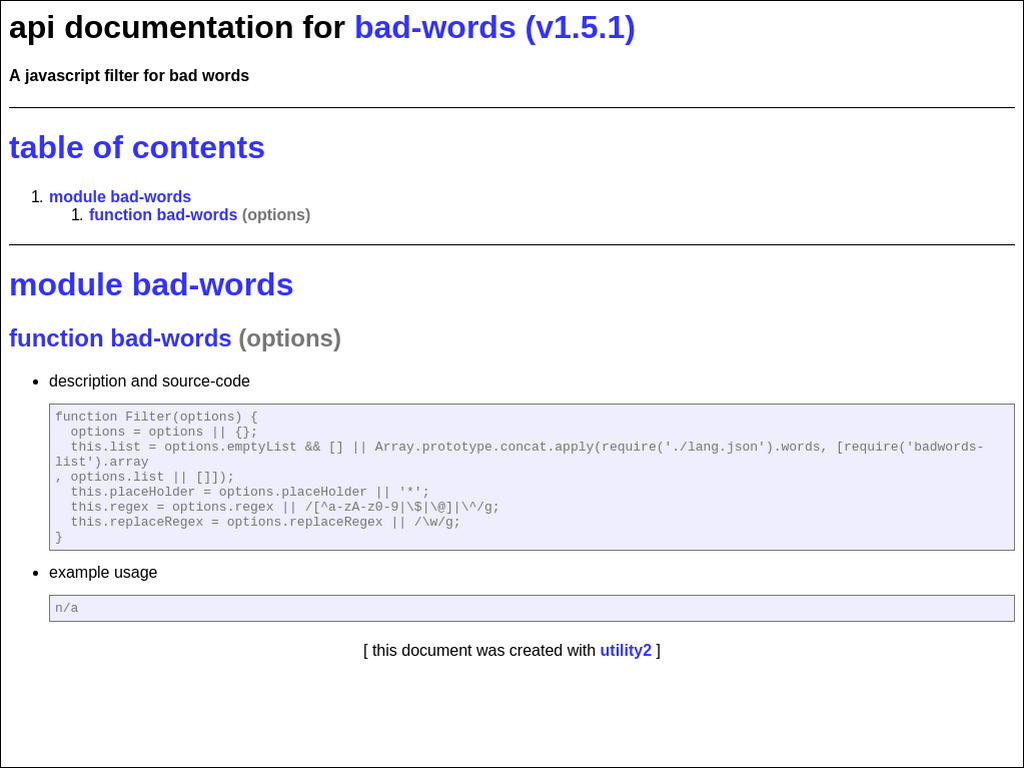 api documentation for bad-words (v1.5.1)
A javascript filter for bad words
table of contents
1. module bad-words
1. function bad-words (options)
module bad-words
function bad-words (options)
• description and source-code
function Filter(options) {
  options = options || {};
  this.list = options.emptyList && [] || Array.prototype.concat.apply(require('./lang.json').words, [require('badwords-
list').array
, options.list || []]);
  this.placeHolder = options.placeHolder || '*';
  this.regex = options.regex || /[^a-zA-z0-9|\$|\@]|\^/g;
  this.replaceRegex = options.replaceRegex || /\w/g;
}
• example usage
n/a
[ this document was created with utility2 ]